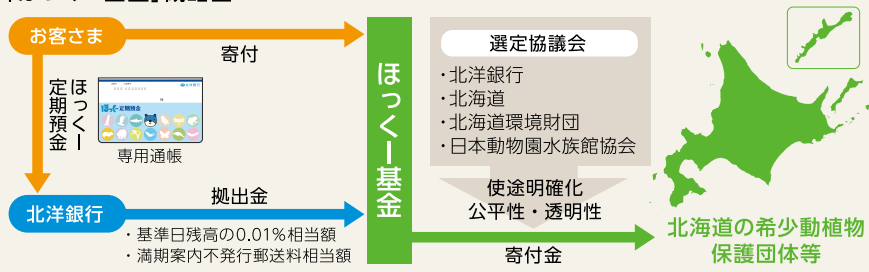 お客さま
寄付
ほっくー
定期預金
ほっくー定期預金
専用通帳
北洋銀行
拠出金
・基準日残高の0.01%相当額
・満期案内不発行郵送料相当額
ほっくー基金
選定協議会
・北洋銀行
・北海道
・北海道環境財団
・日本動物園水族館協会
使途明確化
公平性・透明性
寄付金
北海道の希少動植物
保護団体等